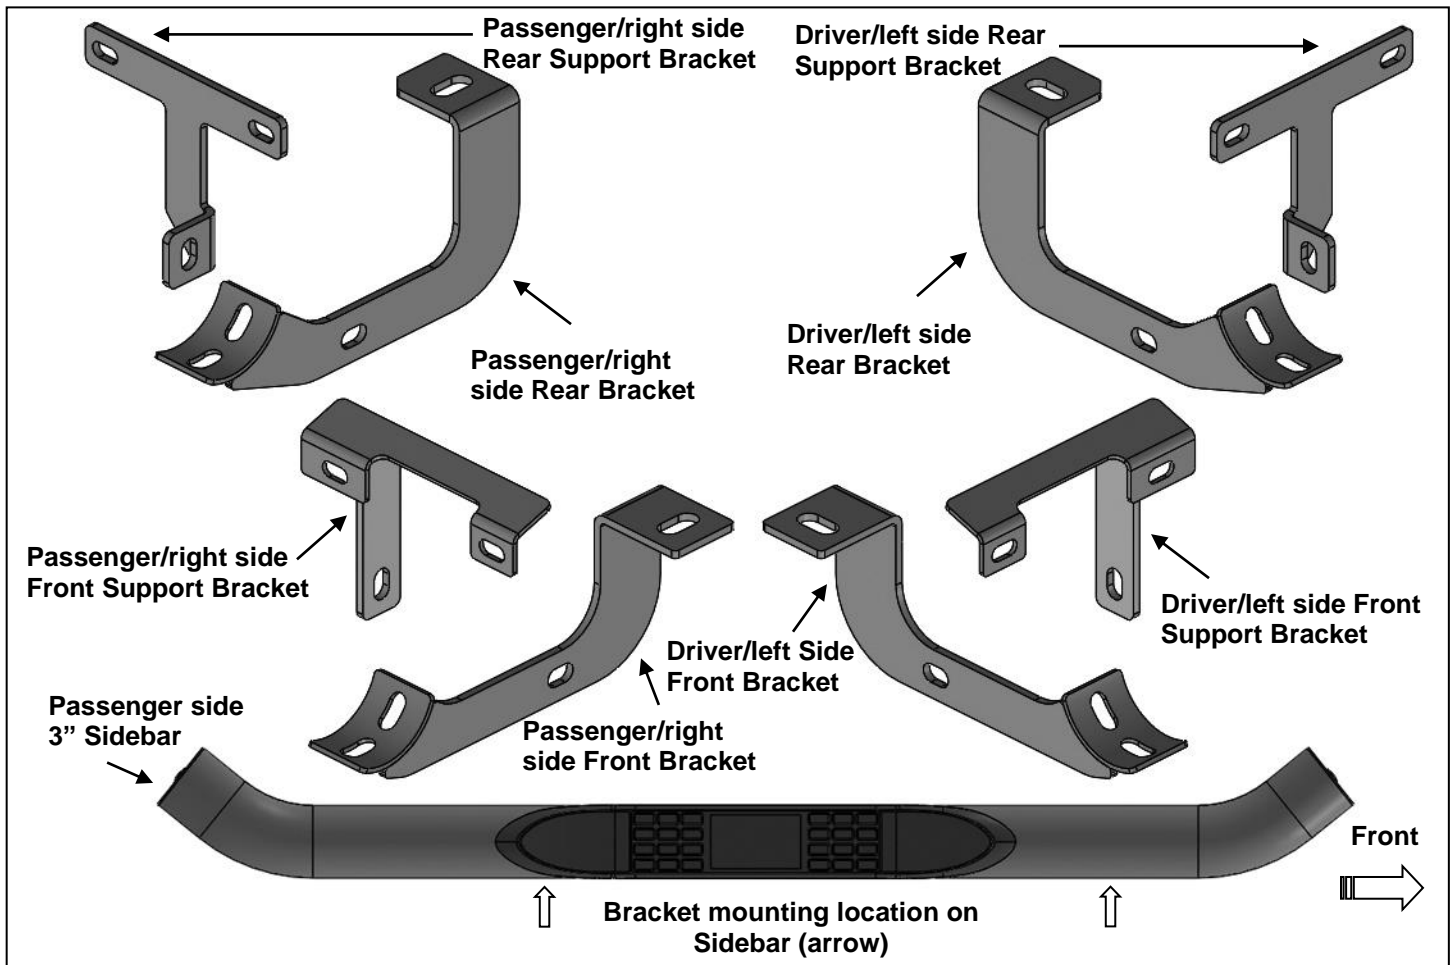 Passenger/right side
Rear Support Bracket
Driver/left side Rear
Support Bracket
Passenger/right
side Rear Bracket
Driver/left side
Rear Bracket
Passenger/right side
Front Support Bracket
Driver/left side Front
Support Bracket
Driver/left Side
Front Bracket
Passenger/right
side Front Bracket
Passenger side
3” Sidebar
Front
Bracket mounting location on
Sidebar (arrow)